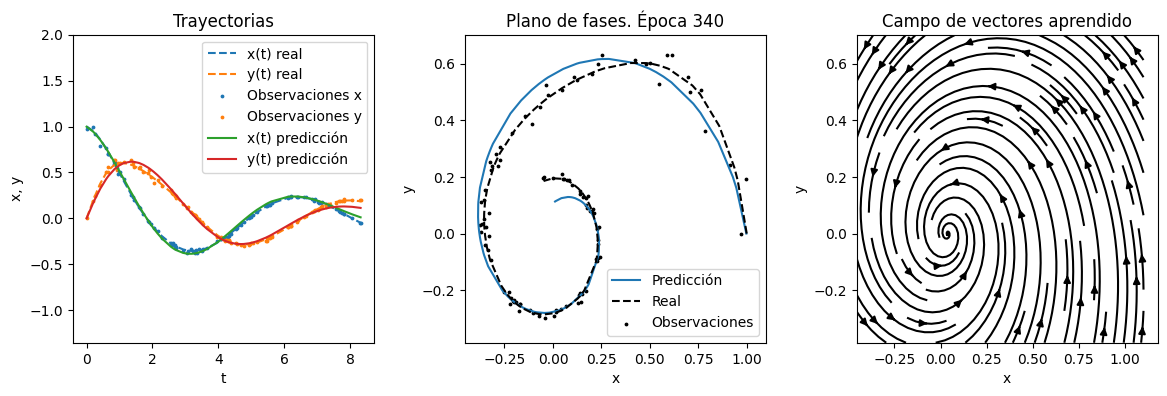 Trayectorias
2.0
1.5
1.0
0.5
0.0
−0.5
−1.0
x, y
0
2
4
6
8
t
x(t) real
y(t) real
Observaciones x
Observaciones y
x(t) predicción
y(t) predicción
Plano de fases. Época 340
0.6
0.4
0.2
0.0
−0.2
y
−0.25
0.00
0.25
0.50
0.75
1.00
x
Predicción
Real
Observaciones
Campo de vectores aprendido
0.6
0.4
0.2
0.0
−0.2
y
−0.25
0.00
0.25
0.50
0.75
1.00
x